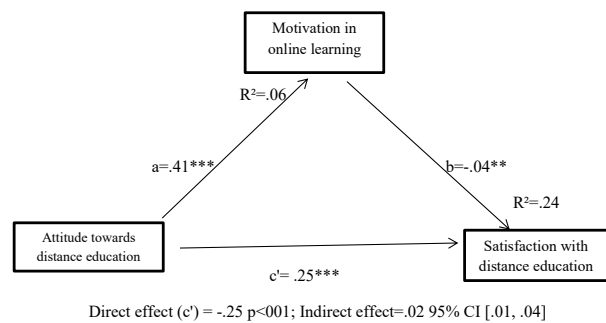 Motivation in
online learning
R²=.06
a=.41***
b=-.04**
R²=.24
Attitude towards
distance education
Satisfaction with
distance education
c'= .25***
Direct effect (c') = -.25 p<001; Indirect effect=.02 95% CI [.01, .04]